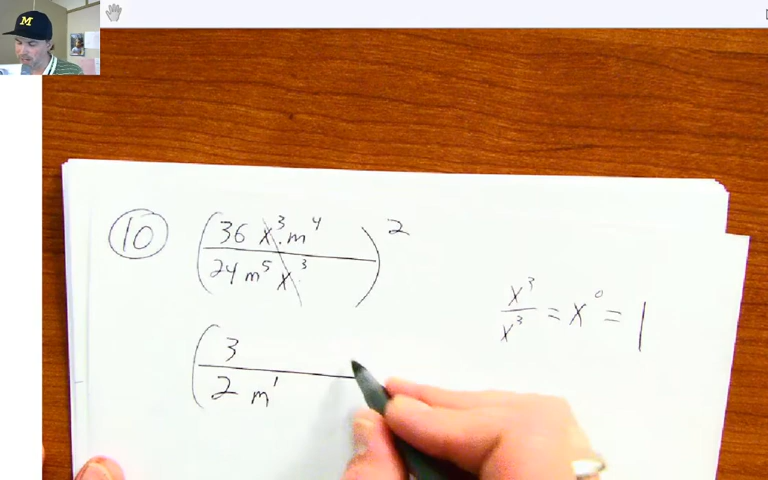 M
10 (36 x³·m⁴ / 24 m⁵ x³)²
x³/x³ = x⁰ = 1
(3 / 2 m¹